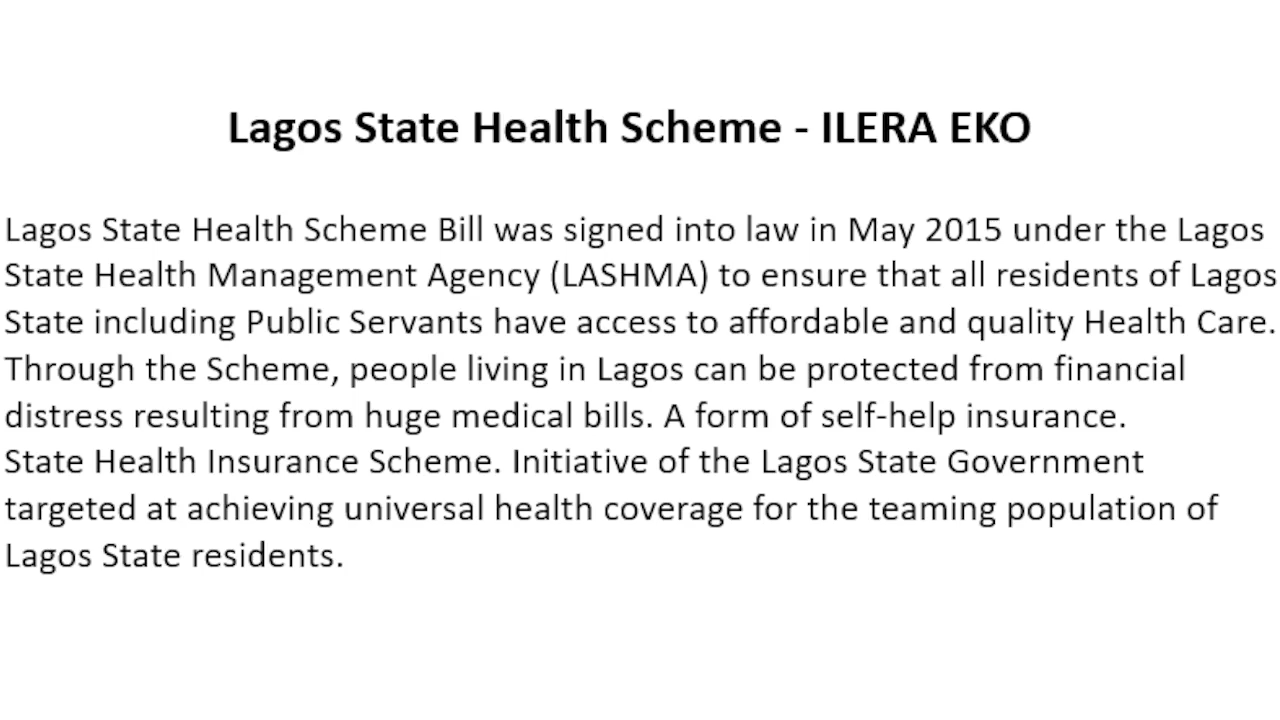 Lagos State Health Scheme - ILERA EKO
Lagos State Health Scheme Bill was signed into law in May 2015 under the Lagos
State Health Management Agency (LASHMA) to ensure that all residents of Lagos
State including Public Servants have access to affordable and quality Health Care.
Through the Scheme, people living in Lagos can be protected from financial
distress resulting from huge medical bills. A form of self-help insurance.
State Health Insurance Scheme. Initiative of the Lagos State Government
targeted at achieving universal health coverage for the teaming population of
Lagos State residents.